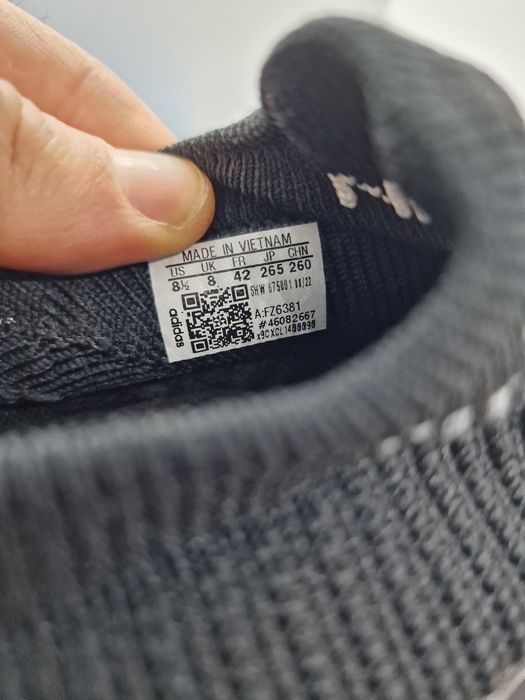 MADE IN VIETNAM
US UK FR JP CHN
8½ 8 42 265 260
SHW 675001 11/22
A:FZ6381
#46082667
adidas